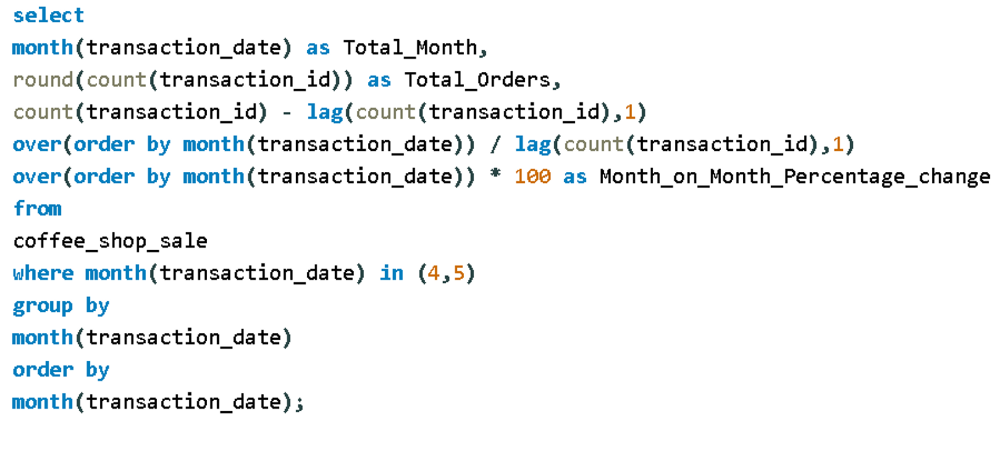 select
month(transaction_date) as Total_Month,
round(count(transaction_id)) as Total_Orders,
count(transaction_id) - lag(count(transaction_id),1)
over(order by month(transaction_date)) / lag(count(transaction_id),1)
over(order by month(transaction_date)) * 100 as Month_on_Month_Percentage_change
from
coffee_shop_sale
where month(transaction_date) in (4,5)
group by
month(transaction_date)
order by
month(transaction_date);